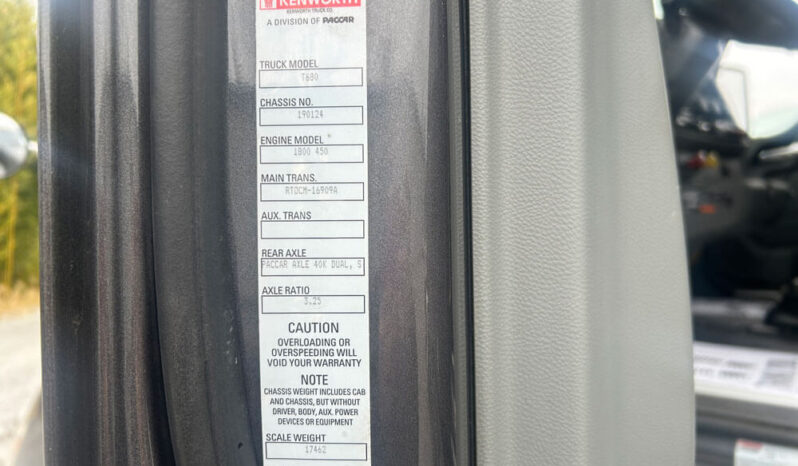 KENWORTH
KENWORTH TRUCK CO.
A DIVISION OF PACCAR
TRUCK MODEL
T680
CHASSIS NO.
190124
ENGINE MODEL
1800 450
MAIN TRANS.
RTOCM-16909A
AUX. TRANS
REAR AXLE
PACCAR AXLE 40K DUAL, S
AXLE RATIO
3.25
CAUTION
OVERLOADING OR
OVERSPEEDING WILL
VOID YOUR WARRANTY
NOTE
CHASSIS WEIGHT INCLUDES CAB
AND CHASSIS, BUT WITHOUT
DRIVER, BODY, AUX. POWER
DEVICES OR EQUIPMENT
SCALE WEIGHT
17462